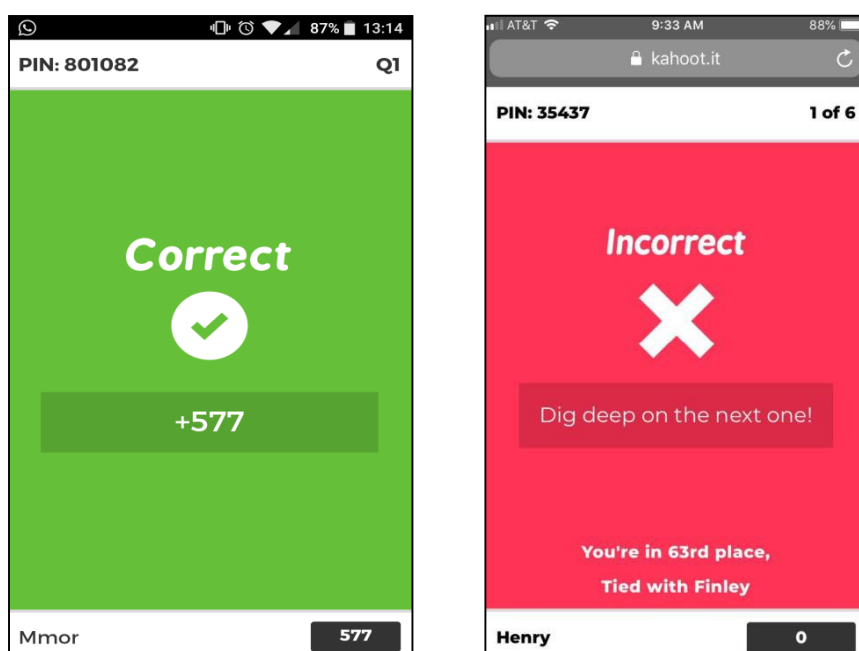 87% 13:14
PIN: 801082 Q1
Correct
+577
Mmor 577
AT&T 9:33 AM 88%
kahoot.it
PIN: 35437 1 of 6
Incorrect
Dig deep on the next one!
You're in 63rd place,
Tied with Finley
Henry 0